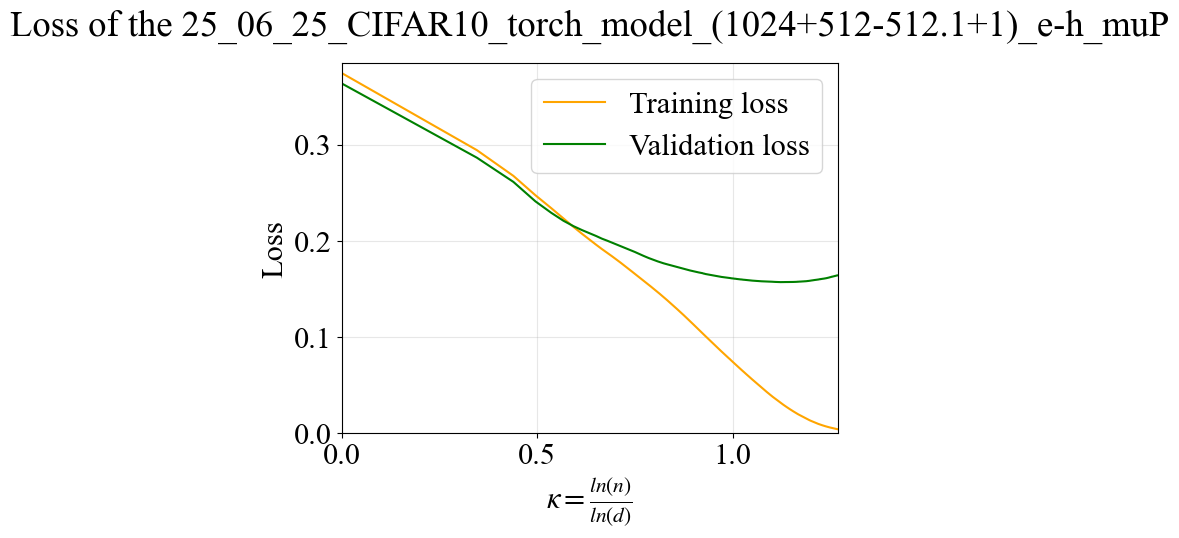 Loss of the 25_06_25_CIFAR10_torch_model_(1024+512-512.1+1)_e-h_muP
Training loss
Validation loss
Loss
0.3
0.2
0.1
0.0
0.0 0.5 1.0
κ = ln(n)/ln(d)